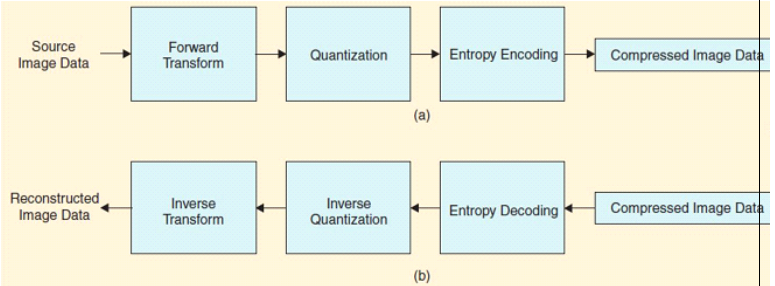 Source
Image Data
Forward
Transform
Quantization
Entropy Encoding
Compressed Image Data
(a)
Reconstructed
Image Data
Inverse
Transform
Inverse
Quantization
Entropy Decoding
Compressed Image Data
(b)